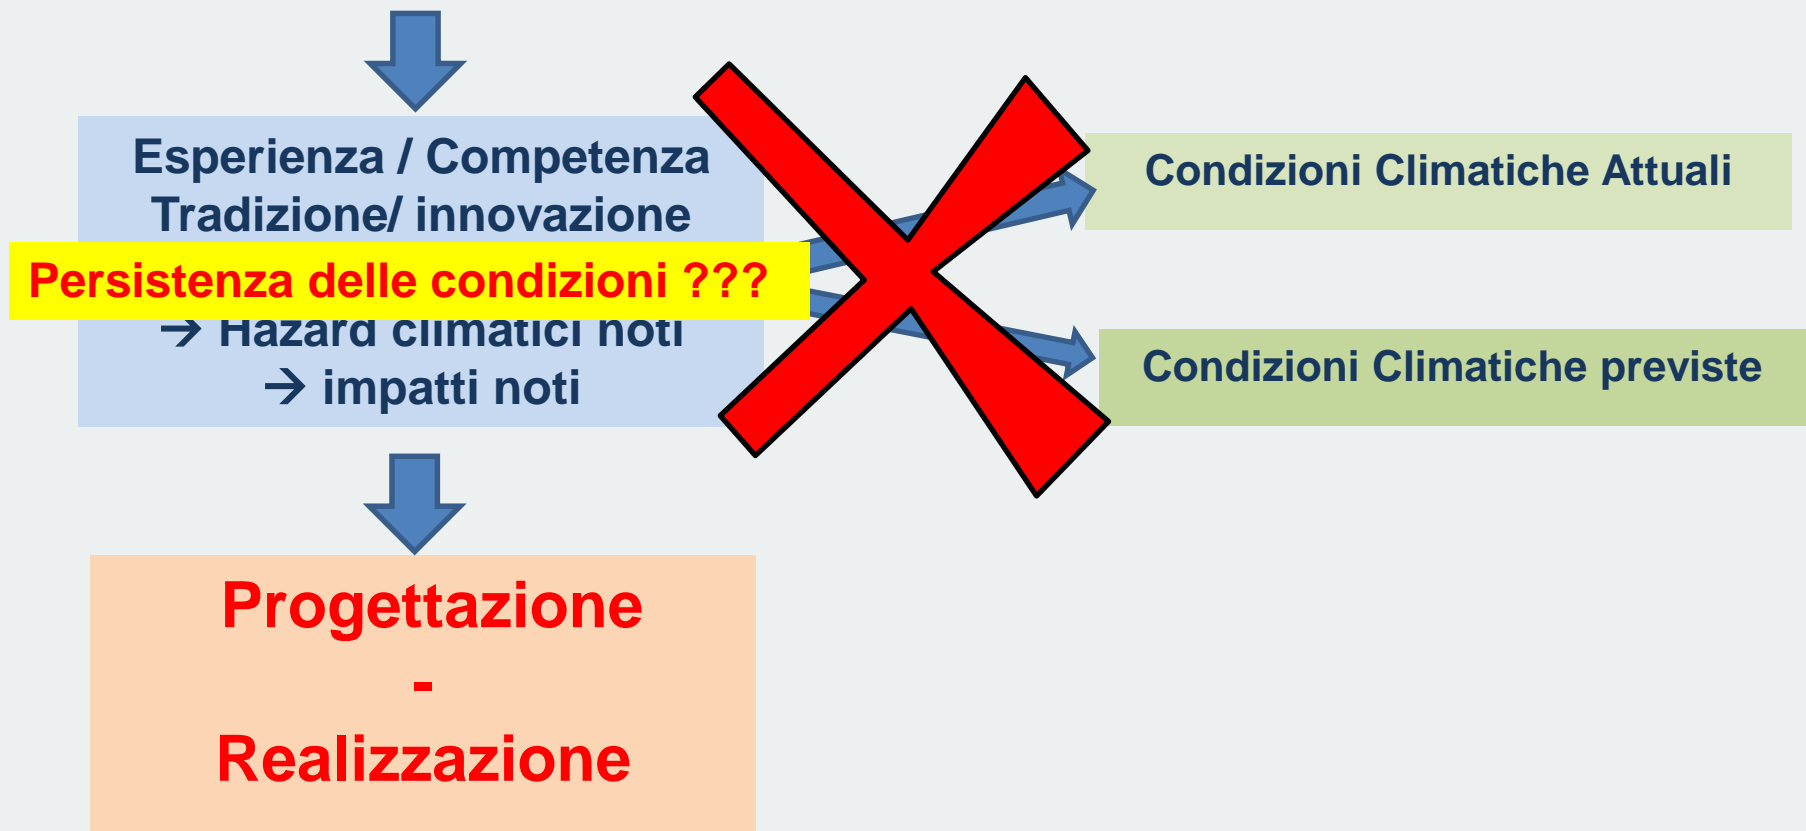 Esperienza / Competenza
Tradizione/ innovazione
Persistenza delle condizioni ???
→ Hazard climatici noti
→ impatti noti
Condizioni Climatiche Attuali
Condizioni Climatiche previste
Progettazione
-
Realizzazione